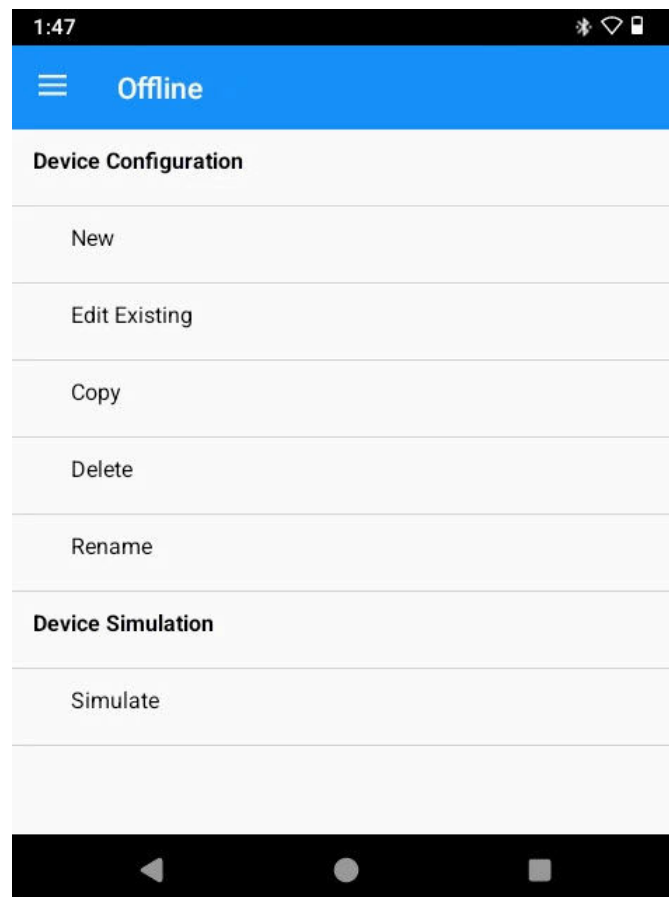 1:47
Offline
Device Configuration
New
Edit Existing
Copy
Delete
Rename
Device Simulation
Simulate